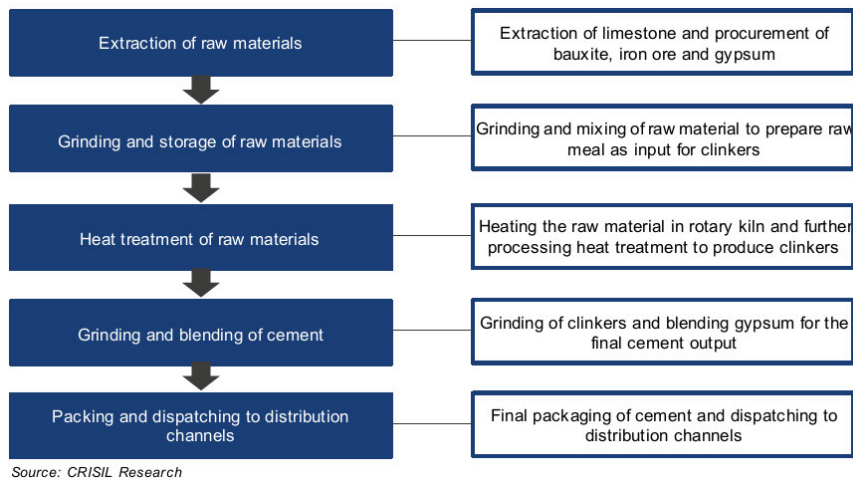 Extraction of raw materials
Extraction of limestone and procurement of
bauxite, iron ore and gypsum
Grinding and storage of raw materials
Grinding and mixing of raw material to prepare raw
meal as input for clinkers
Heat treatment of raw materials
Heating the raw material in rotary kiln and further
processing heat treatment to produce clinkers
Grinding and blending of cement
Grinding of clinkers and blending gypsum for the
final cement output
Packing and dispatching to distribution
channels
Final packaging of cement and dispatching to
distribution channels
Source: CRISIL Research